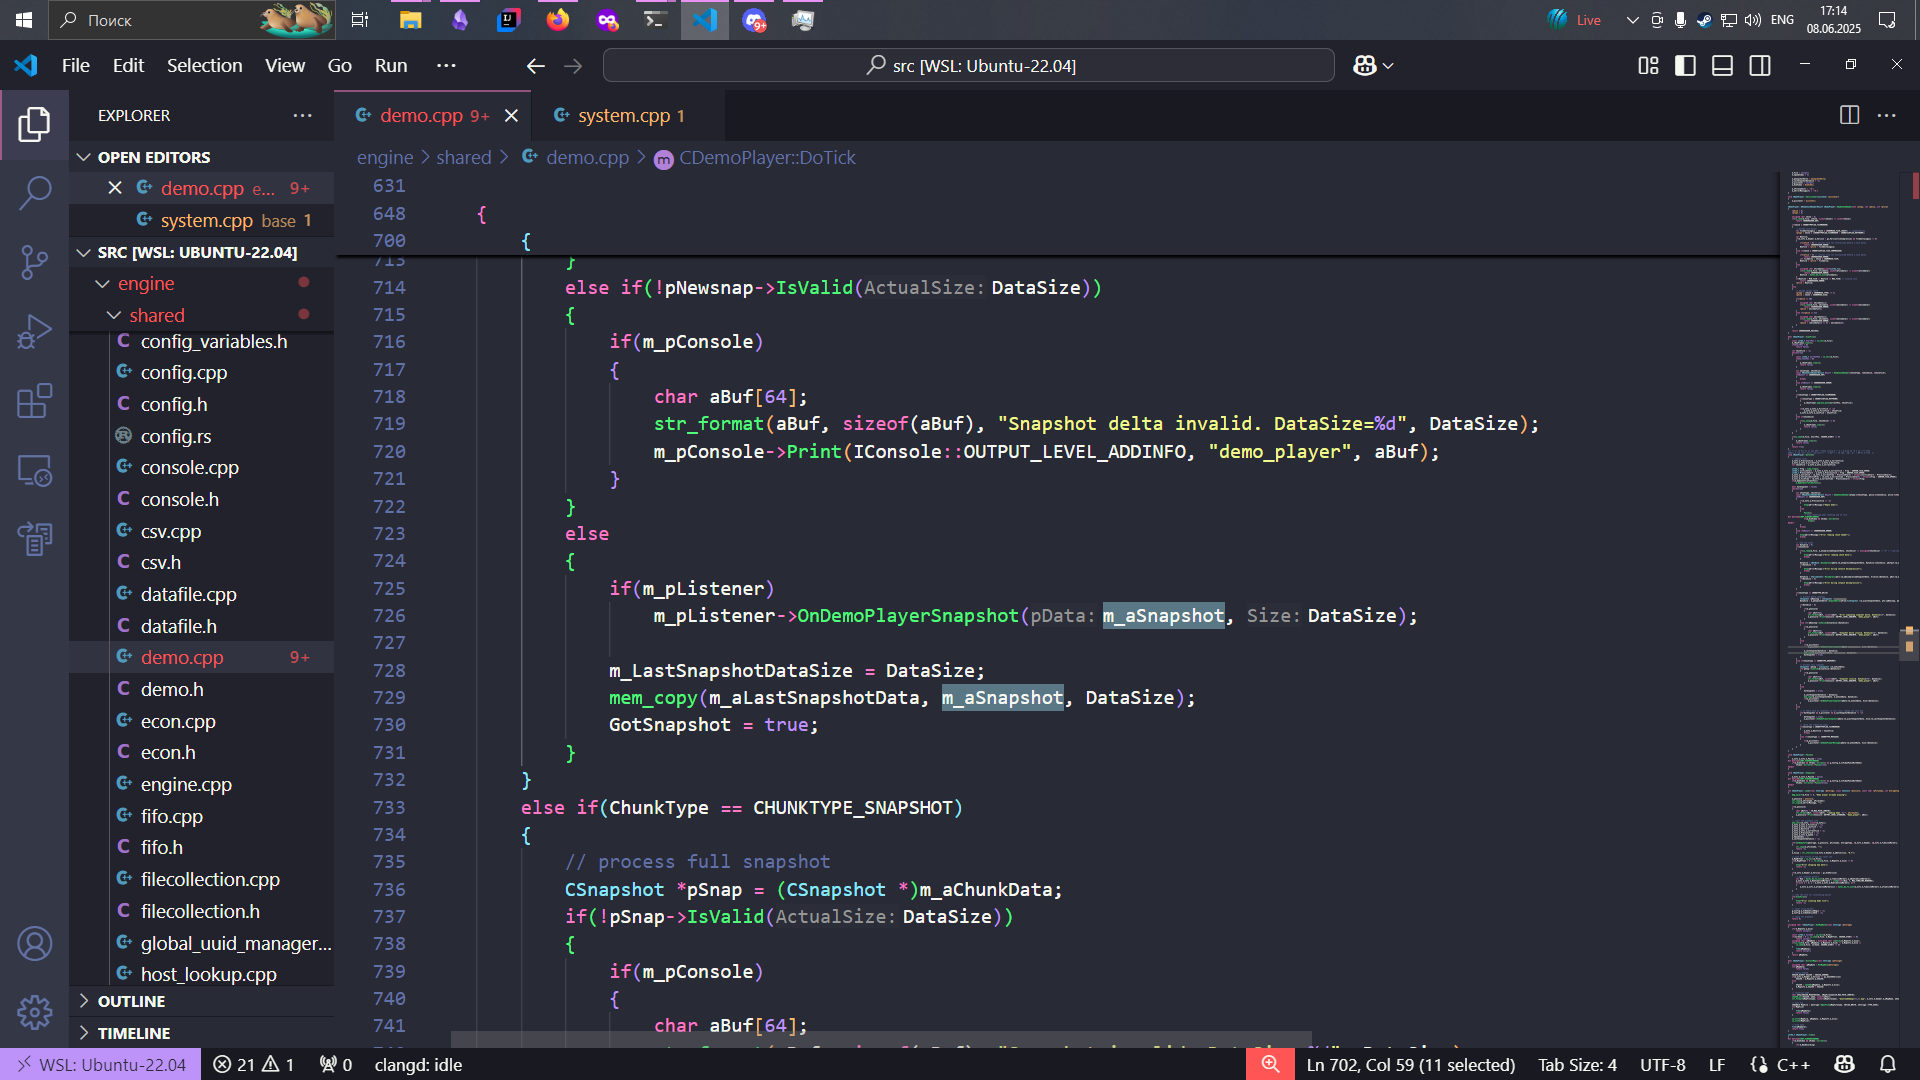 Поиск
9+
Live
ENG
17:14
08.06.2025
File Edit Selection View Go Run ···
src [WSL: Ubuntu-22.04]
EXPLORER
demo.cpp 9+
system.cpp 1
OPEN EDITORS
demo.cpp e... 9+
system.cpp base 1
SRC [WSL: UBUNTU-22.04]
engine
shared
config_variables.h
config.cpp
config.h
config.rs
console.cpp
console.h
csv.cpp
csv.h
datafile.cpp
datafile.h
demo.cpp 9+
demo.h
econ.cpp
econ.h
engine.cpp
fifo.cpp
fifo.h
filecollection.cpp
filecollection.h
global_uuid_manager...
host_lookup.cpp
OUTLINE
TIMELINE
engine > shared > demo.cpp > CDemoPlayer::DoTick
631
648 {
700 {
713 }
714 else if(!pNewsnap->IsValid(ActualSize: DataSize))
715 {
716 if(m_pConsole)
717 {
718 char aBuf[64];
719 str_format(aBuf, sizeof(aBuf), "Snapshot delta invalid. DataSize=%d", DataSize);
720 m_pConsole->Print(IConsole::OUTPUT_LEVEL_ADDINFO, "demo_player", aBuf);
721 }
722 }
723 else
724 {
725 if(m_pListener)
726 m_pListener->OnDemoPlayerSnapshot(pData: m_aSnapshot, Size: DataSize);
727
728 m_LastSnapshotDataSize = DataSize;
729 mem_copy(m_aLastSnapshotData, m_aSnapshot, DataSize);
730 GotSnapshot = true;
731 }
732 }
733 else if(ChunkType == CHUNKTYPE_SNAPSHOT)
734 {
735 // process full snapshot
736 CSnapshot *pSnap = (CSnapshot *)m_aChunkData;
737 if(!pSnap->IsValid(ActualSize: DataSize))
738 {
739 if(m_pConsole)
740 {
741 char aBuf[64];
WSL: Ubuntu-22.04
21 1
0
clangd: idle
Ln 702, Col 59 (11 selected)
Tab Size: 4
UTF-8
LF
C++